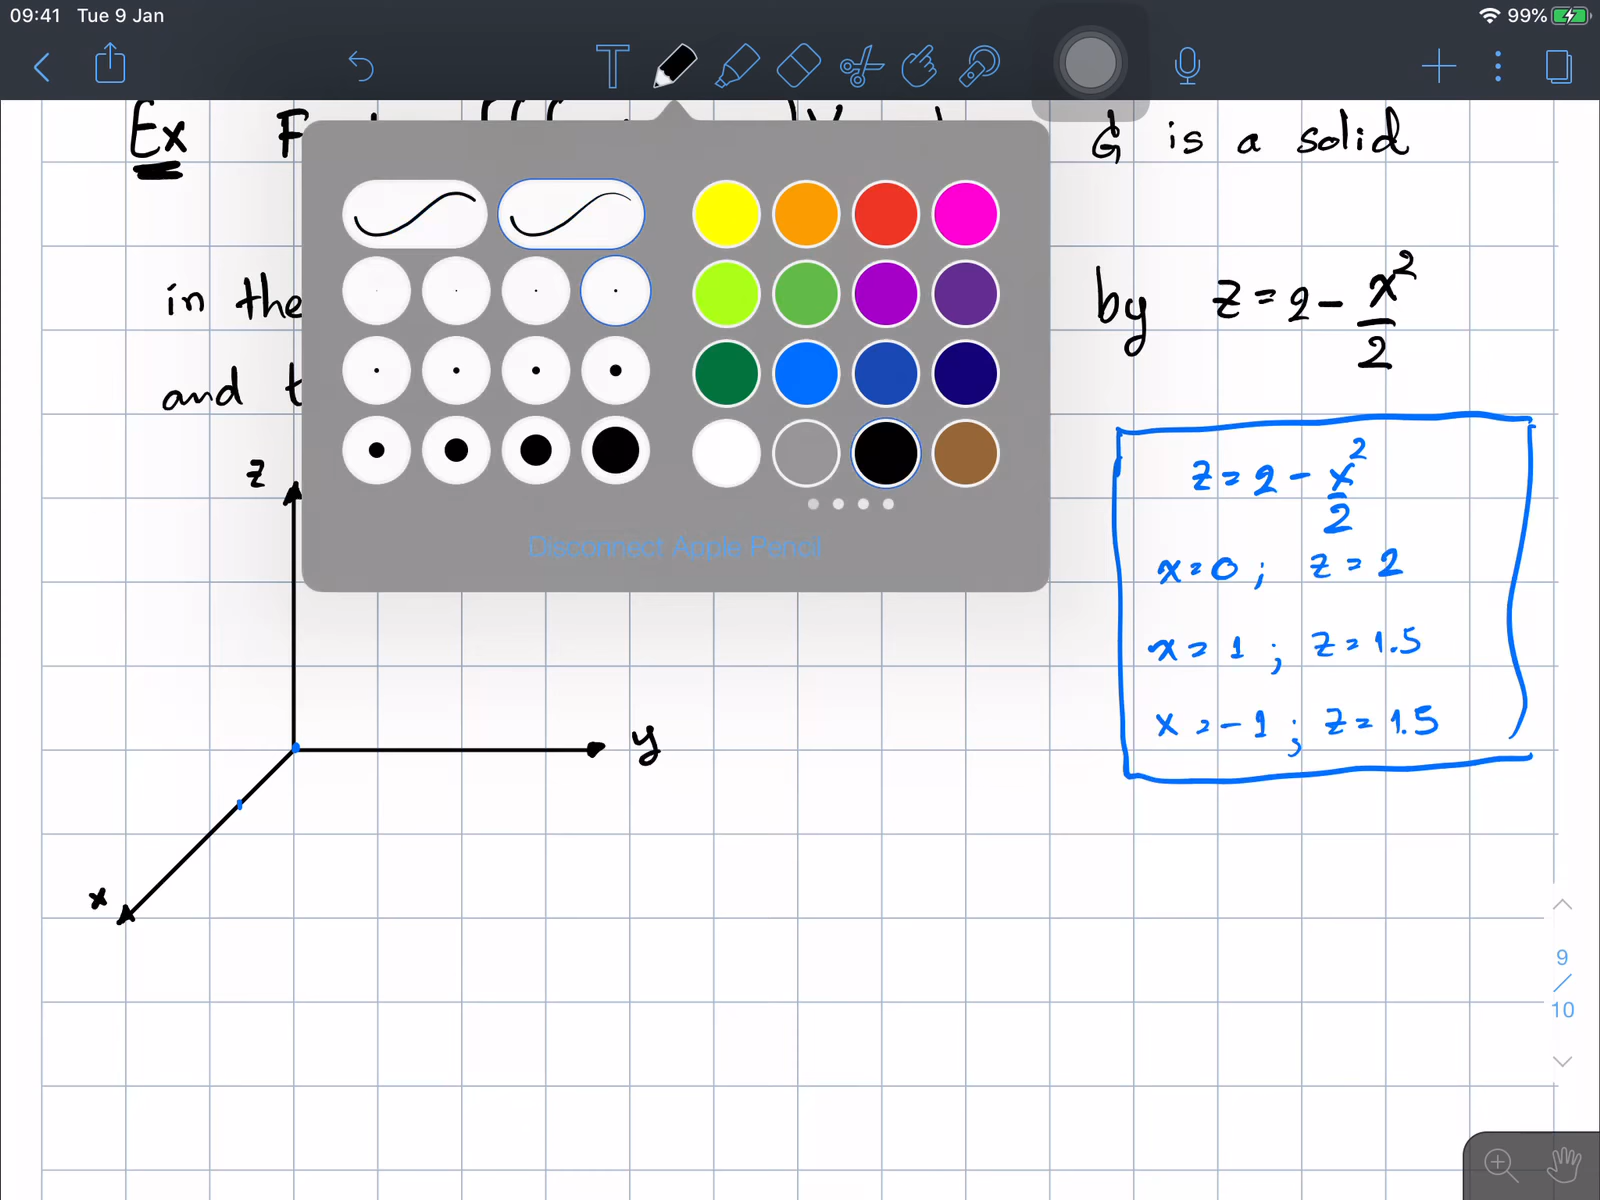 09:41 Tue 9 Jan 99%
Ex G is a solid
in the by z = 2 - x²/2
and
z
Disconnect Apple Pencil
z = 2 - x²/2
x = 0 ; z = 2
x = 1 ; z = 1.5
x = -1 ; z = 1.5
y
x
9
/
10